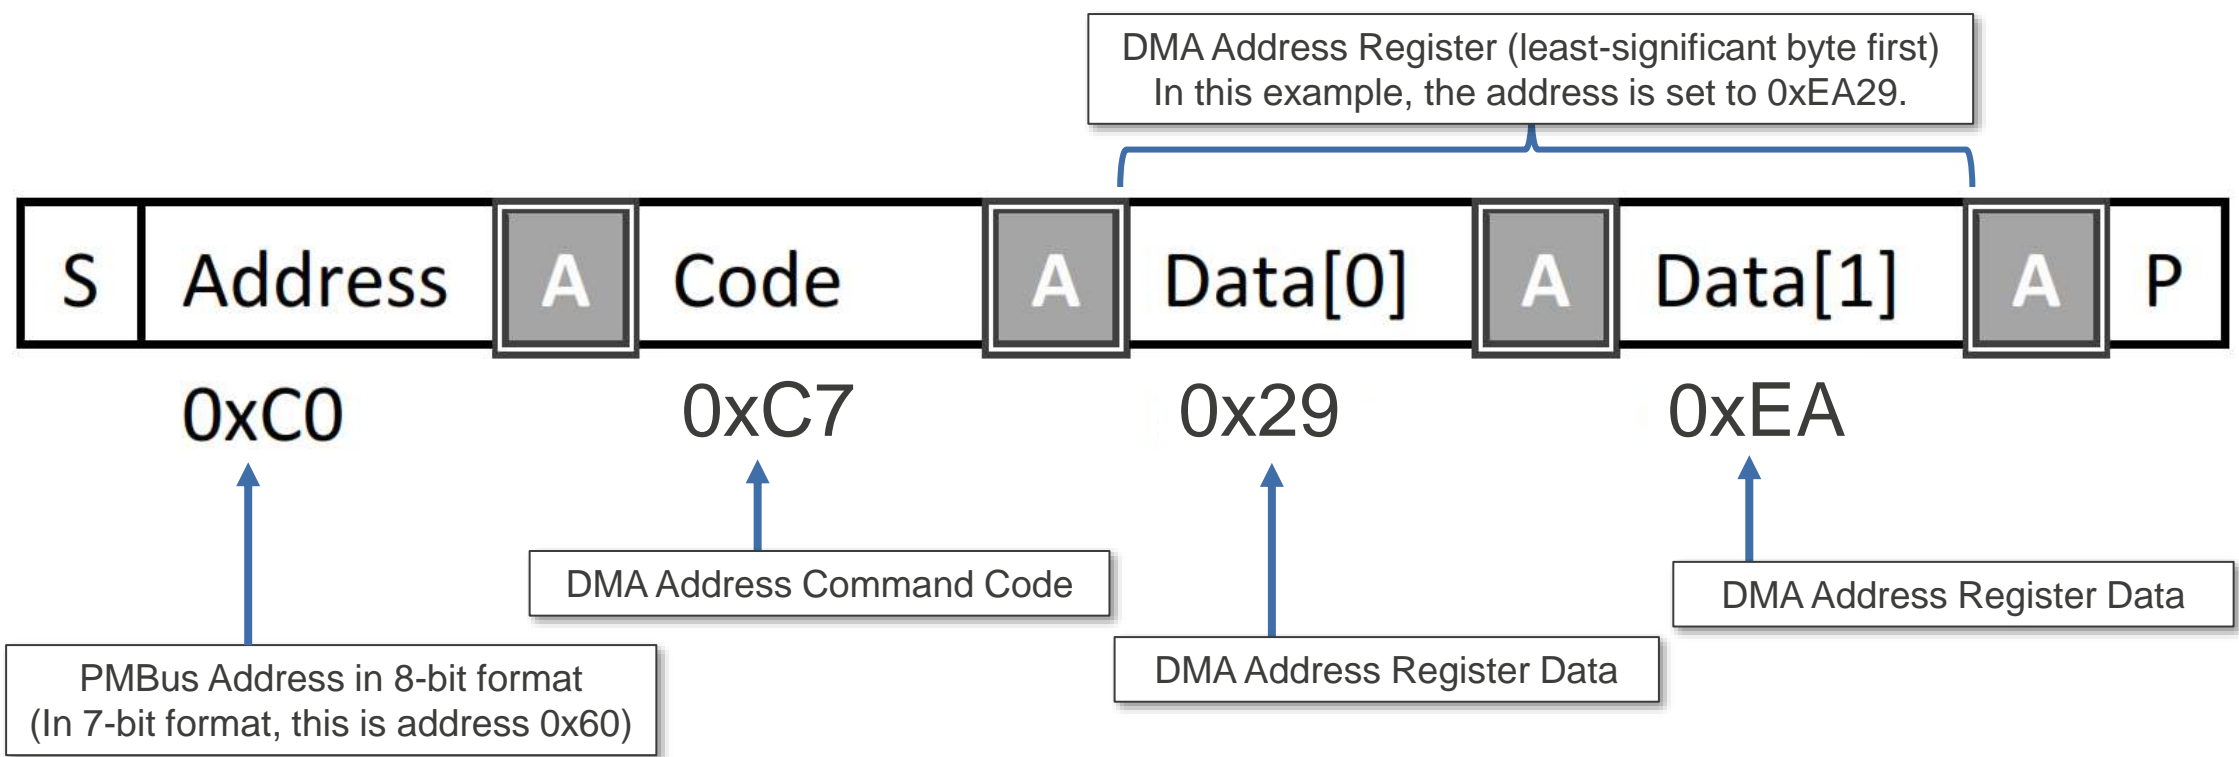 DMA Address Register (least-significant byte first)
In this example, the address is set to 0xEA29.
S Address A Code A Data[0] A Data[1] A P
0xC0 0xC7 0x29 0xEA
DMA Address Command Code
DMA Address Register Data
DMA Address Register Data
PMBus Address in 8-bit format
(In 7-bit format, this is address 0x60)